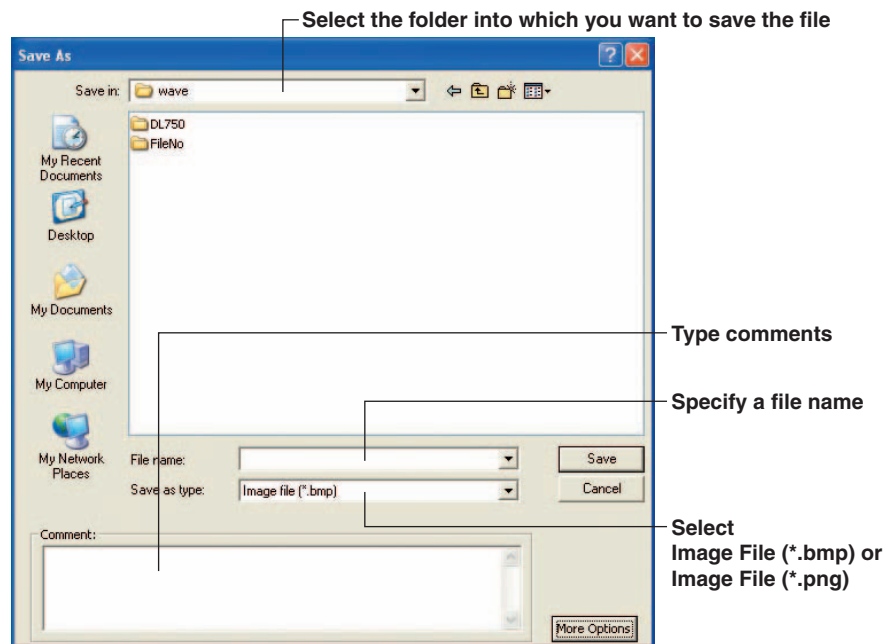 Select the folder into which you want to save the file
Save As
Save in:
wave
DL750
FileNo
My Recent
Documents
Desktop
My Documents
My Computer
My Network
Places
Type comments
Specify a file name
File name:
Save
Save as type:
Image file (*.bmp)
Cancel
Select
Image File (*.bmp) or
Image File (*.png)
Comment:
More Options